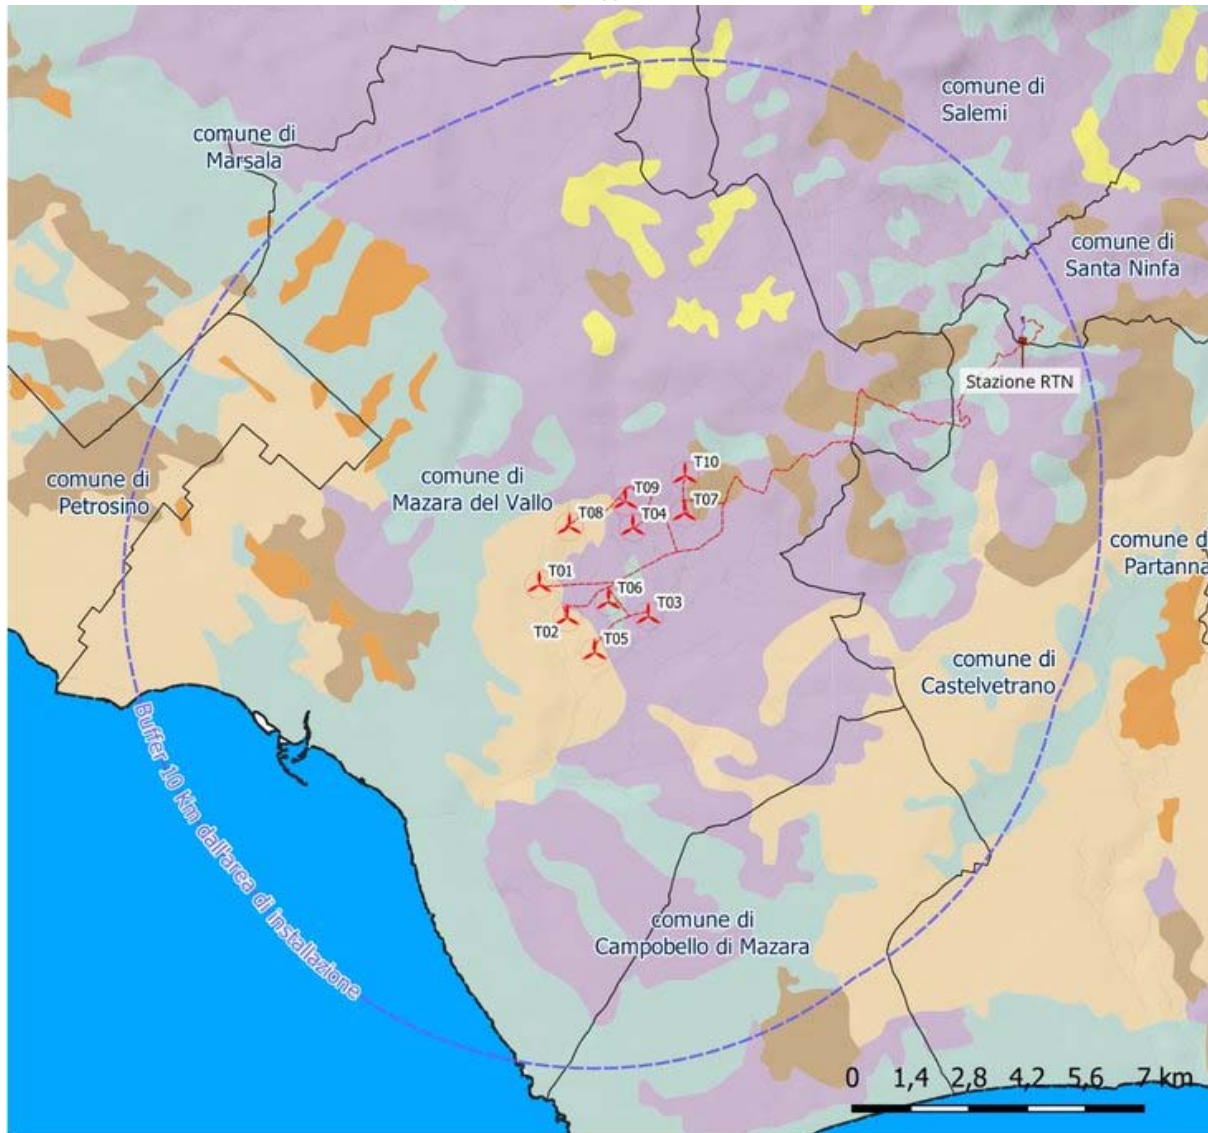 comune di
Salemi
comune di
Marsala
comune di
Santa Ninfa
Stazione RTN
comune di
Petrosino
comune di
Mazara del Vallo
T10
T09
T08
T04
T07
comune d
Partanna
T01
T06
T02
T03
T05
comune di
Castelvetrano
Buffer 10 Km dall'area di installazione
comune di
Campobello di Mazara
0 1,4 2,8 4,2 5,6 7 km